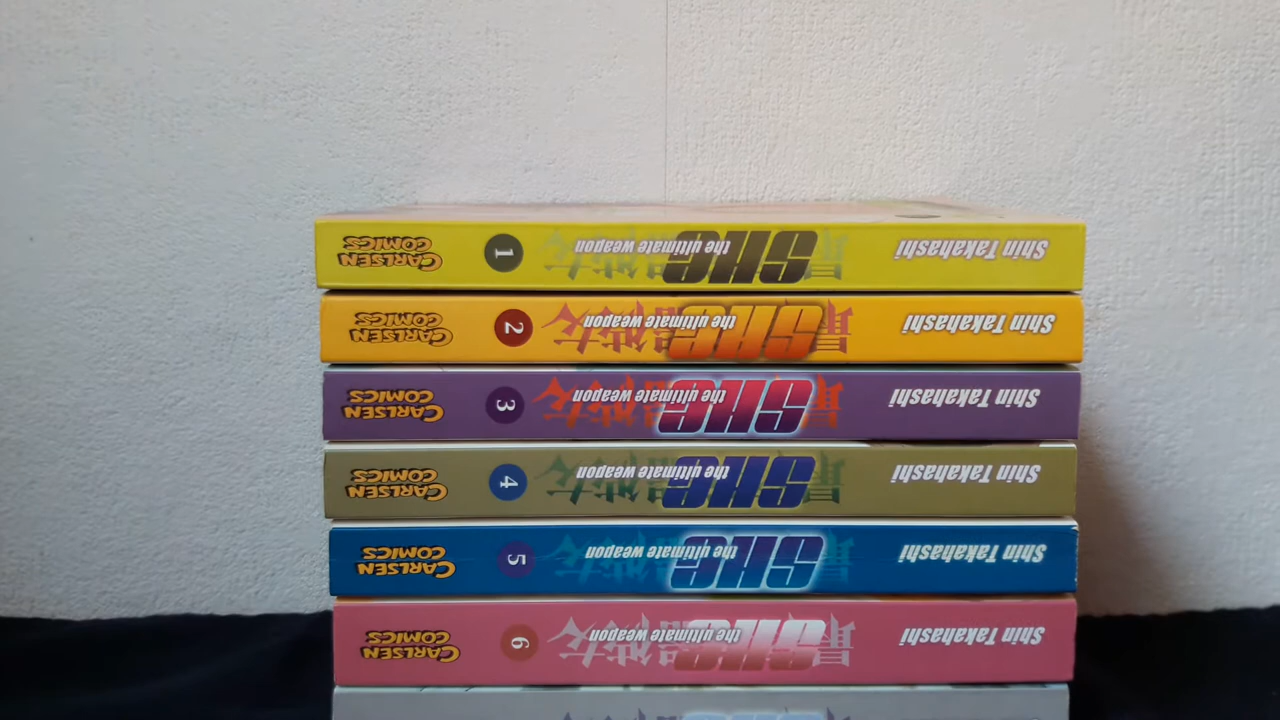 Shin Takahashi SHE the ultimate weapon 1 CARLSEN COMICS
Shin Takahashi SHE the ultimate weapon 2 CARLSEN COMICS
Shin Takahashi SHE the ultimate weapon 3 CARLSEN COMICS
Shin Takahashi SHE the ultimate weapon 4 CARLSEN COMICS
Shin Takahashi SHE the ultimate weapon 5 CARLSEN COMICS
Shin Takahashi SHE the ultimate weapon 6 CARLSEN COMICS